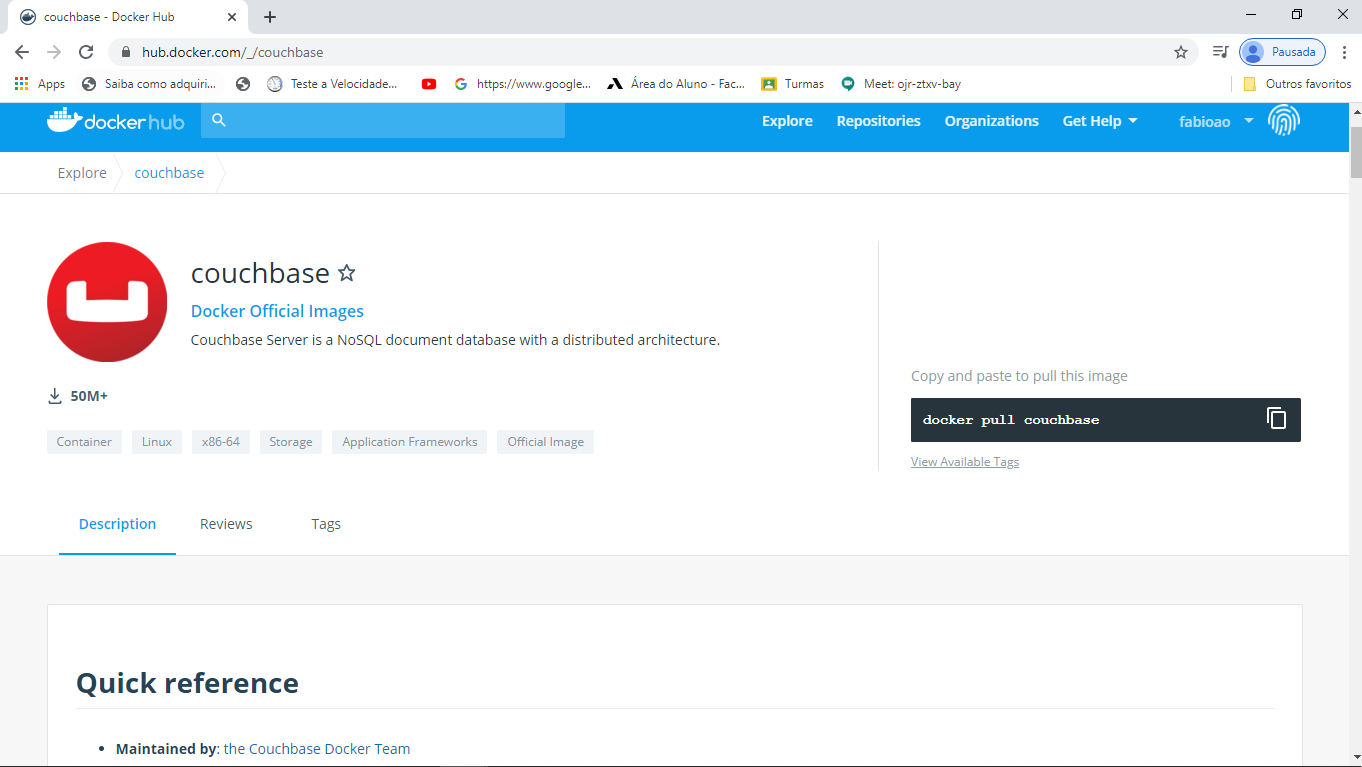 couchbase - Docker Hub
hub.docker.com/_/couchbase
Pausada
Apps
Saiba como adquiri...
Teste a Velocidade...
https://www.google...
Área do Aluno - Fac...
Turmas
Meet: ojr-ztxv-bay
Outros favoritos
docker hub
Explore
Repositories
Organizations
Get Help
fabioao
Explore
couchbase
couchbase
Docker Official Images
Couchbase Server is a NoSQL document database with a distributed architecture.
50M+
Container
Linux
x86-64
Storage
Application Frameworks
Official Image
Copy and paste to pull this image
docker pull couchbase
View Available Tags
Description
Reviews
Tags
Quick reference
Maintained by: the Couchbase Docker Team